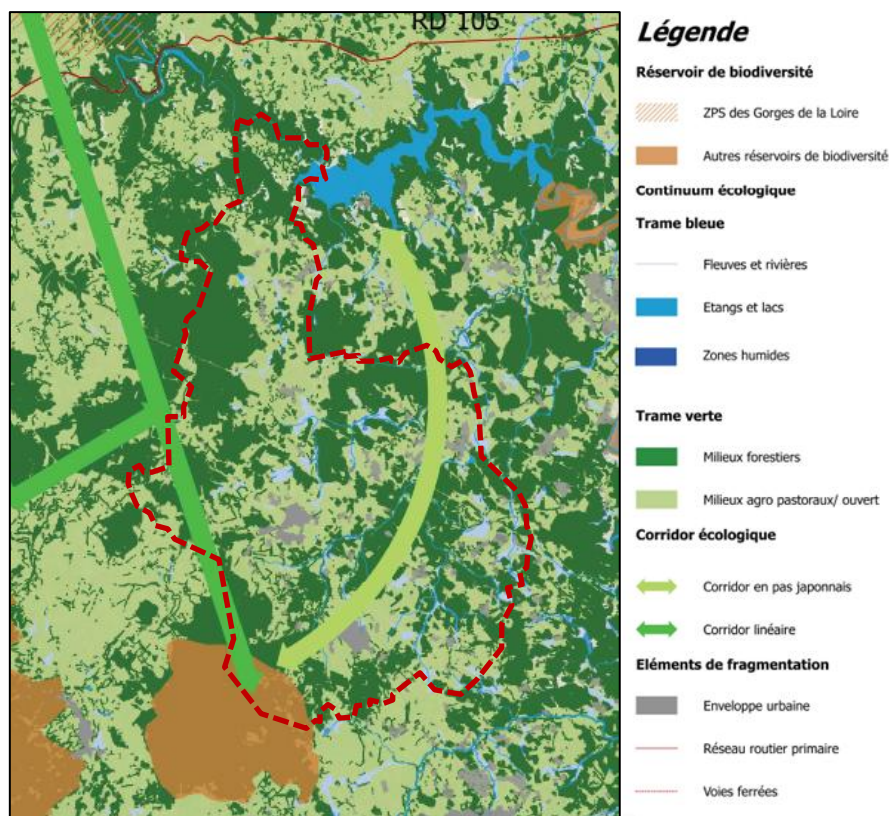 RD 105
Légende
Réservoir de biodiversité
ZPS des Gorges de la Loire
Autres réservoirs de biodiversité
Continuum écologique
Trame bleue
Fleuves et rivières
Etangs et lacs
Zones humides
Trame verte
Milieux forestiers
Milieux agro pastoraux/ ouvert
Corridor écologique
Corridor en pas japonnais
Corridor linéaire
Eléments de fragmentation
Enveloppe urbaine
Réseau routier primaire
Voies ferrées